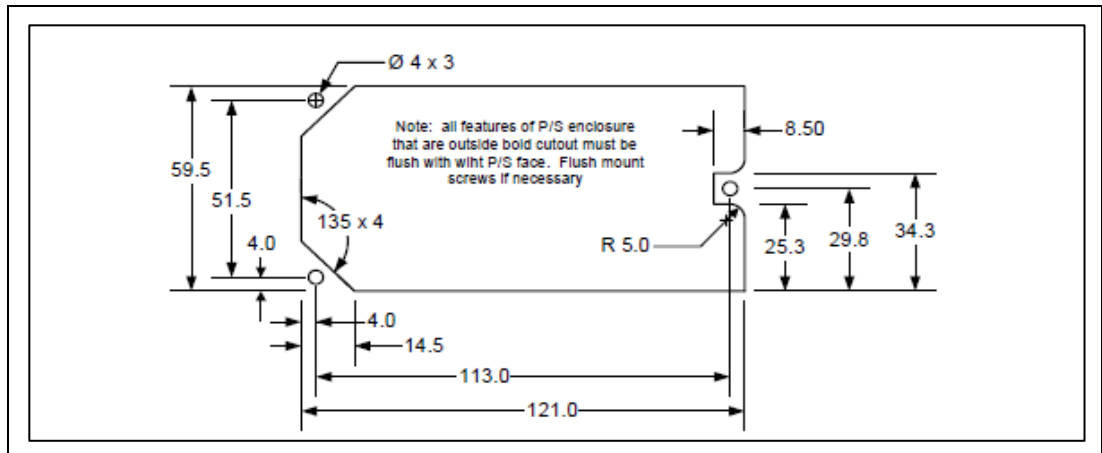 Ø 4 x 3
Note: all features of P/S enclosure
that are outside bold cutout must be
flush with wiht P/S face. Flush mount
screws if necessary
8.50
59.5
51.5
135 x 4
4.0
R 5.0
25.3
29.8
34.3
4.0
14.5
113.0
121.0